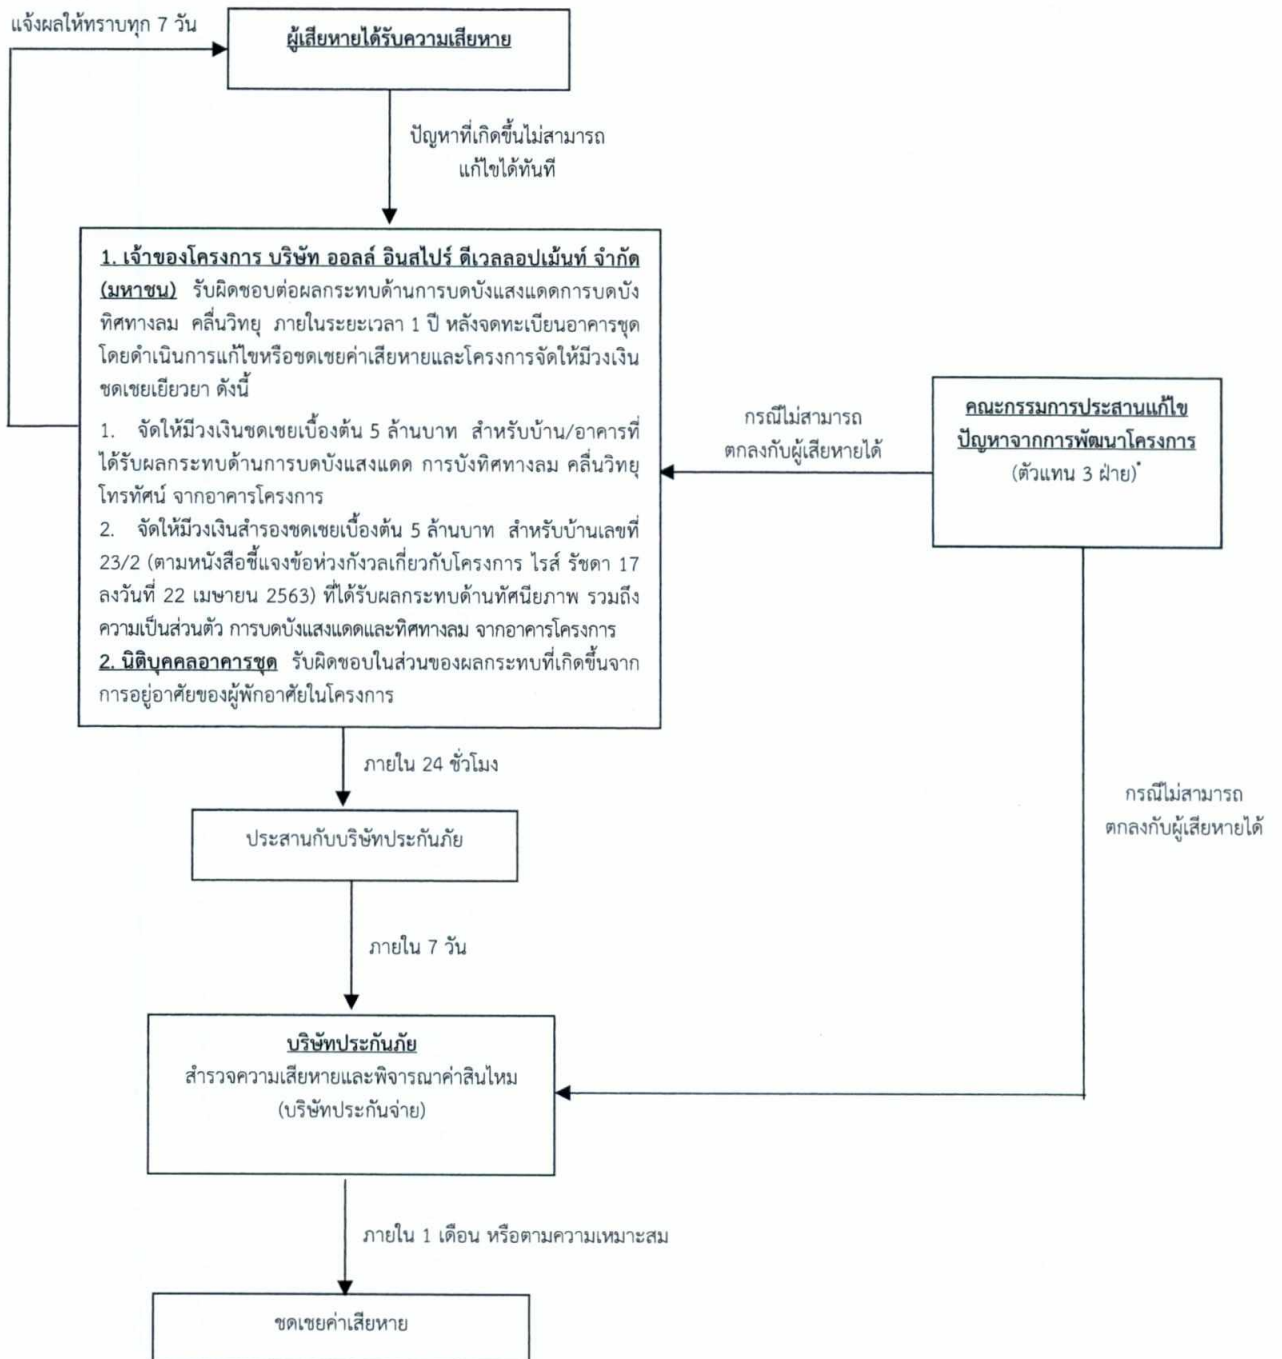 แจ้งผลให้ทราบทุก 7 วัน
ผู้เสียหายได้รับความเสียหาย
ปัญหาที่เกิดขึ้นไม่สามารถ
แก้ไขได้ทันที
1. เจ้าของโครงการ บริษัท ออลล์ อินสไปร์ ดีเวลลอปเม้นท์ จำกัด
(มหาชน) รับผิดชอบต่อผลกระทบด้านการบดบังแสงแดดการบดบัง
ทิศทางลม คลื่นวิทยุ ภายในระยะเวลา 1 ปี หลังจดทะเบียนอาคารชุด
โดยดำเนินการแก้ไขหรือชดเชยค่าเสียหายและโครงการจัดให้มีวงเงิน
ชดเชยเยียวยา ดังนี้
1. จัดให้มีวงเงินชดเชยเบื้องต้น 5 ล้านบาท สำหรับบ้าน/อาคารที่
ได้รับผลกระทบด้านการบดบังแสงแดด การบังทิศทางลม คลื่นวิทยุ
โทรทัศน์ จากอาคารโครงการ
2. จัดให้มีวงเงินสำรองชดเชยเบื้องต้น 5 ล้านบาท สำหรับบ้านเลขที่
23/2 (ตามหนังสือชี้แจงข้อห่วงกังวลเกี่ยวกับโครงการ ไรส์ รัชดา 17
ลงวันที่ 22 เมษายน 2563) ที่ได้รับผลกระทบด้านทัศนียภาพ รวมถึง
ความเป็นส่วนตัว การบดบังแสงแดดและทิศทางลม จากอาคารโครงการ
2. นิติบุคคลอาคารชุด รับผิดชอบในส่วนของผลกระทบที่เกิดขึ้นจาก
การอยู่อาศัยของผู้พักอาศัยในโครงการ
กรณีไม่สามารถ
ตกลงกับผู้เสียหายได้
คณะกรรมการประสานแก้ไข
ปัญหาจากการพัฒนาโครงการ
(ตัวแทน 3 ฝ่าย)*
ภายใน 24 ชั่วโมง
ประสานกับบริษัทประกันภัย
กรณีไม่สามารถ
ตกลงกับผู้เสียหายได้
ภายใน 7 วัน
บริษัทประกันภัย
สำรวจความเสียหายและพิจารณาค่าสินไหม
(บริษัทประกันจ่าย)
ภายใน 1 เดือน หรือตามความเหมาะสม
ชดเชยค่าเสียหาย